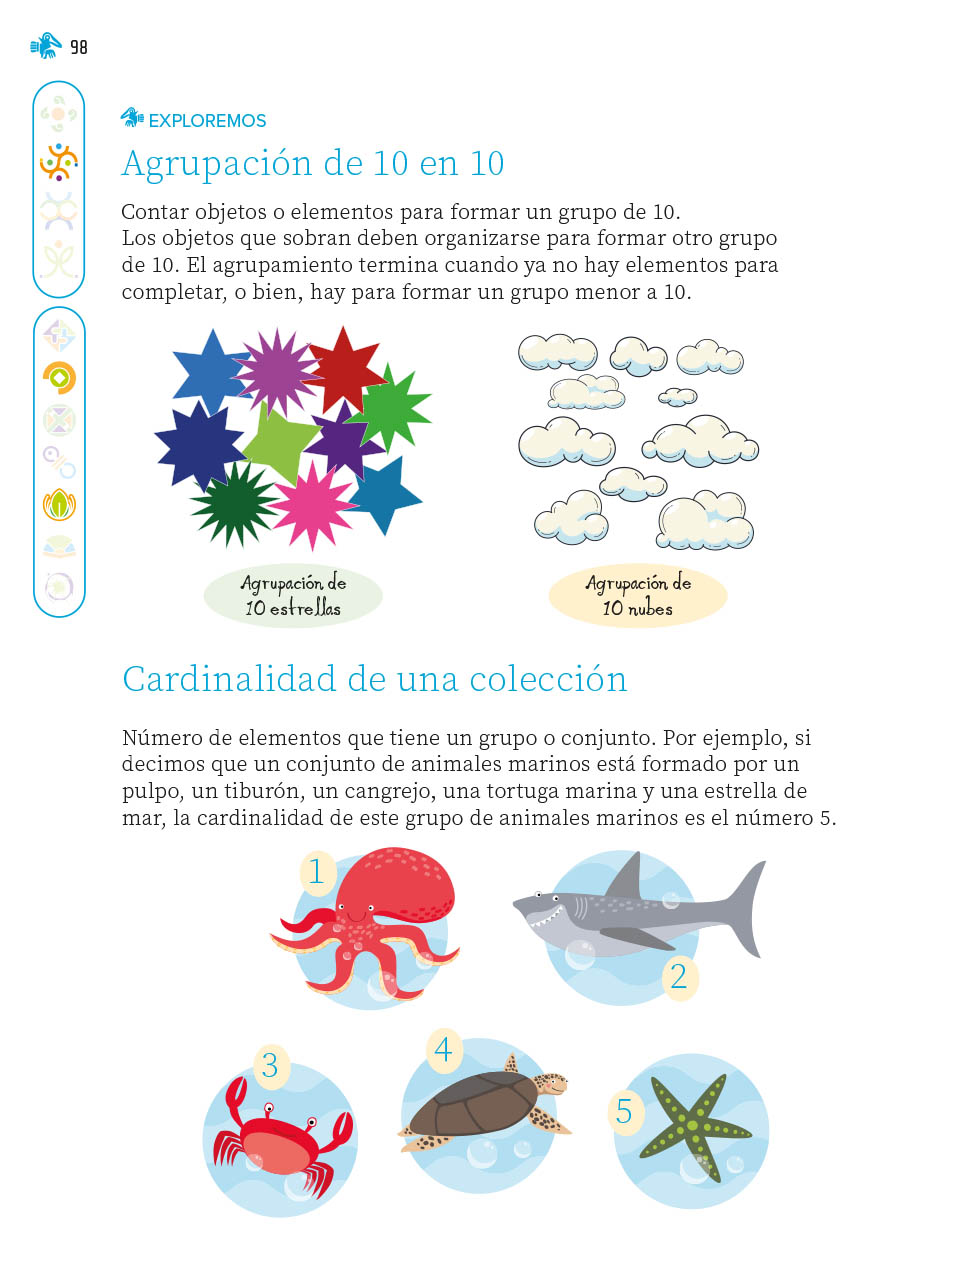 98
EXPLOREMOS
Agrupación de 10 en 10
Contar objetos o elementos para formar un grupo de 10.
Los objetos que sobran deben organizarse para formar otro grupo
de 10. El agrupamiento termina cuando ya no hay elementos para
completar, o bien, hay para formar un grupo menor a 10.
Agrupación de
10 estrellas
Agrupación de
10 nubes
Cardinalidad de una colección
Número de elementos que tiene un grupo o conjunto. Por ejemplo, si
decimos que un conjunto de animales marinos está formado por un
pulpo, un tiburón, un cangrejo, una tortuga marina y una estrella de
mar, la cardinalidad de este grupo de animales marinos es el número 5.
1
2
3
4
5